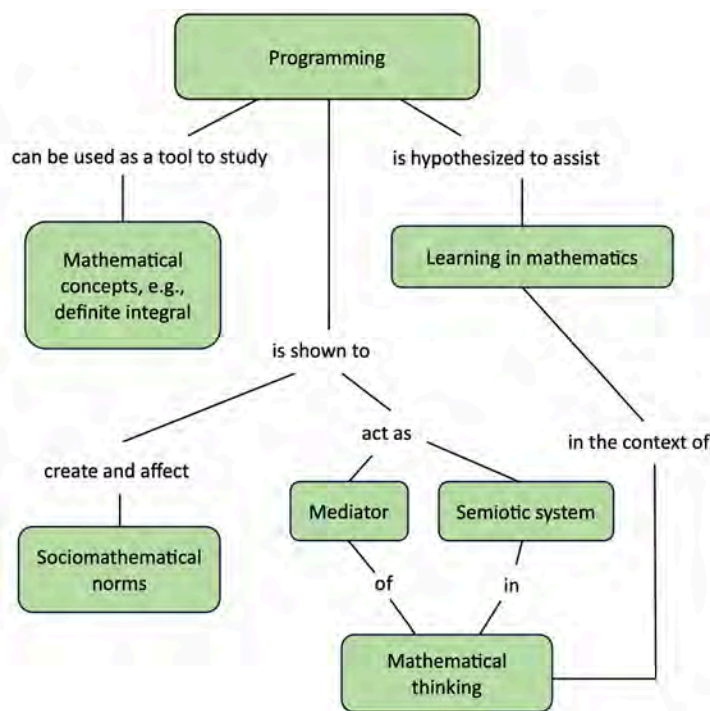 Programming
can be used as a tool to study
is hypothesized to assist
Mathematical
concepts, e.g.,
definite integral
Learning in mathematics
is shown to
act as
in the context of
create and affect
Mediator
Semiotic system
Sociomathematical
norms
of
in
Mathematical
thinking